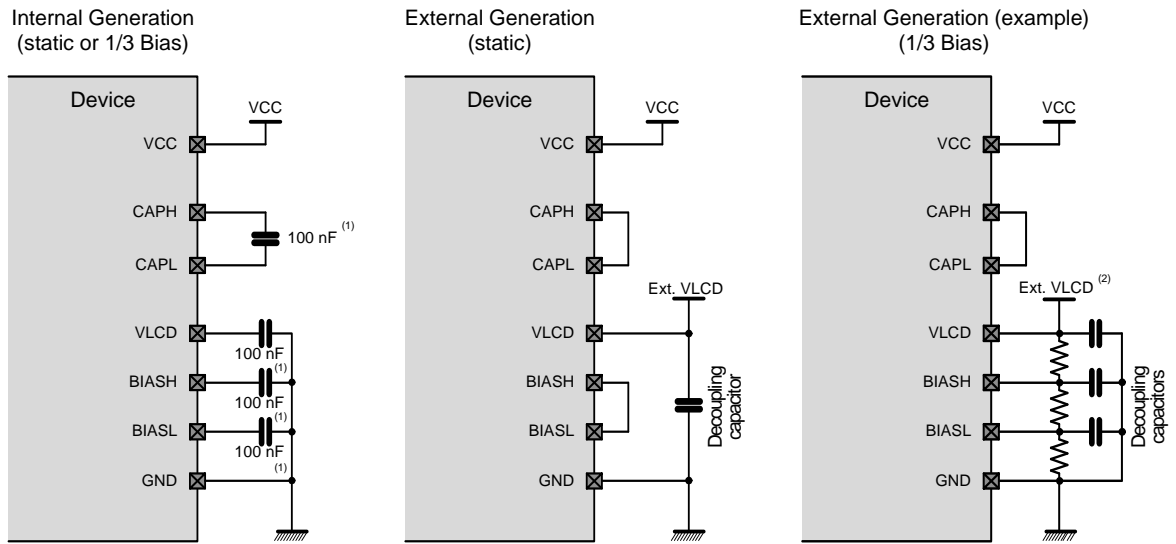 Internal Generation
(static or 1/3 Bias)
Device
VCC
VCC
CAPH
100 nF (1)
CAPL
VLCD
100 nF (1)
BIASH
100 nF (1)
BIASL
100 nF (1)
GND
External Generation
(static)
Device
VCC
VCC
CAPH
CAPL
Ext. VLCD
VLCD
BIASH
BIASL
Decoupling
capacitor
GND
External Generation (example)
(1/3 Bias)
Device
VCC
VCC
CAPH
CAPL
Ext. VLCD (2)
VLCD
BIASH
BIASL
Decoupling
capacitors
GND